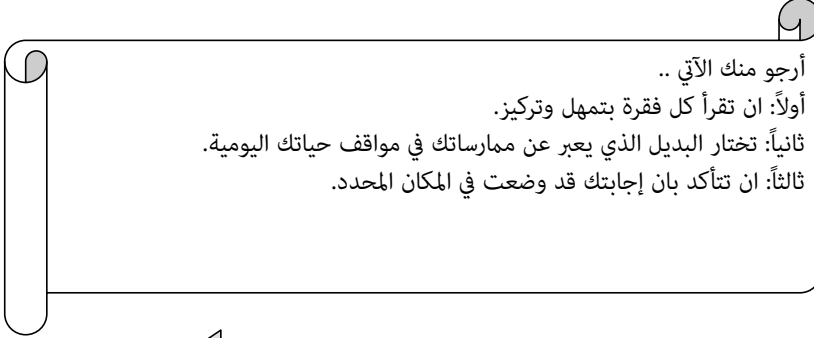 أرجو منك الآتي ..
أولاً: ان تقرأ كل فقرة بتمهل وتركيز.
ثانياً: تختار البديل الذي يعبر عن ممارساتك في مواقف حياتك اليومية.
ثالثاً: ان تتأكد بان إجابتك قد وضعت في المكان المحدد.